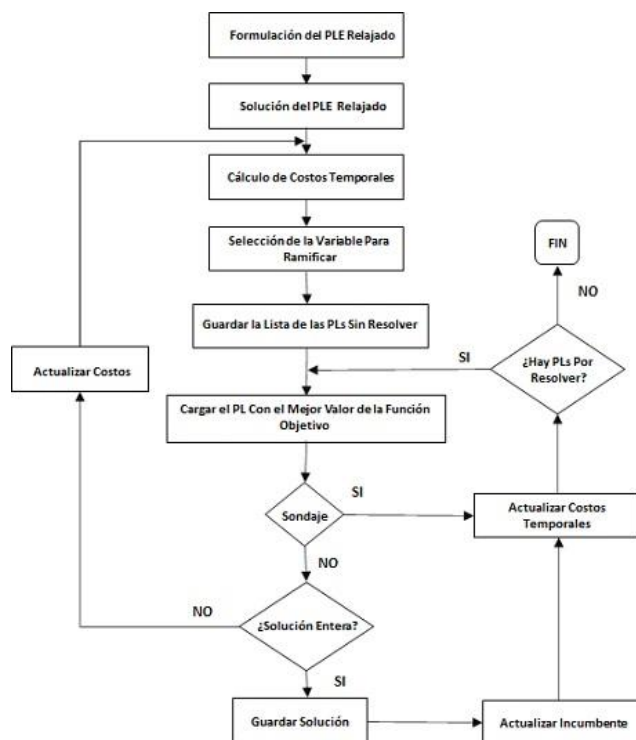 Formulación del PLE Relajado
Solución del PLE Relajado
Cálculo de Costos Temporales
Selección de la Variable Para
Ramificar
FIN
NO
Guardar la Lista de las PLs Sin Resolver
SI
¿Hay PLs Por
Resolver?
Actualizar Costos
Cargar el PL Con el Mejor Valor de la Función
Objetivo
SI
Sondaje
Actualizar Costos
Temporales
NO
NO
¿Solución Entera?
SI
Guardar Solución
Actualizar Incumbente